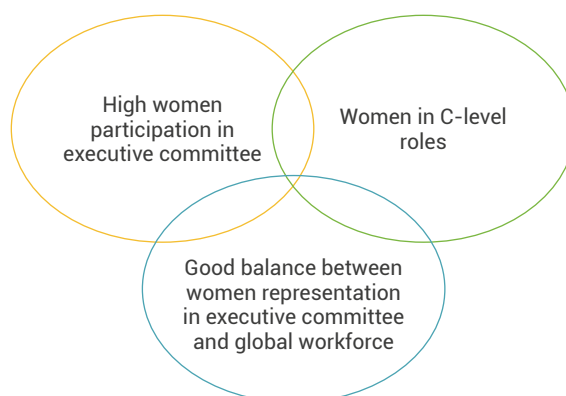 High women
participation in
executive committee
Women in C-level
roles
Good balance between
women representation
in executive committee
and global workforce